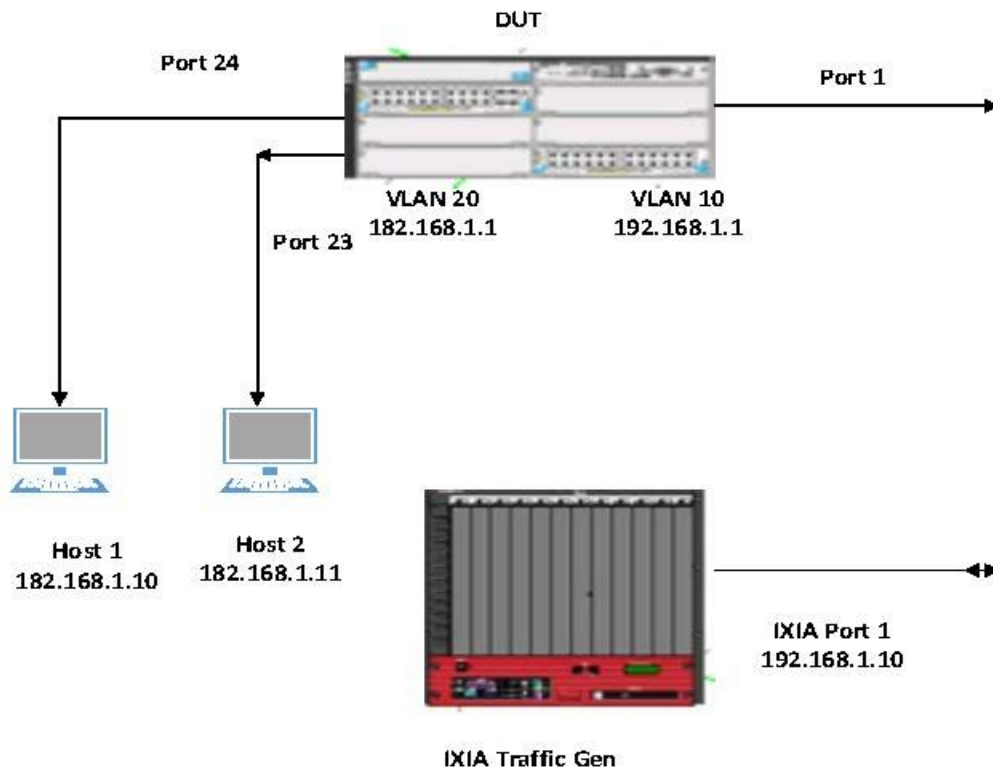 DUT
Port 24
Port 1
VLAN 20
182.168.1.1
VLAN 10
192.168.1.1
Port 23
Host 1
182.168.1.10
Host 2
182.168.1.11
IXIA Port 1
192.168.1.10
IXIA Traffic Gen